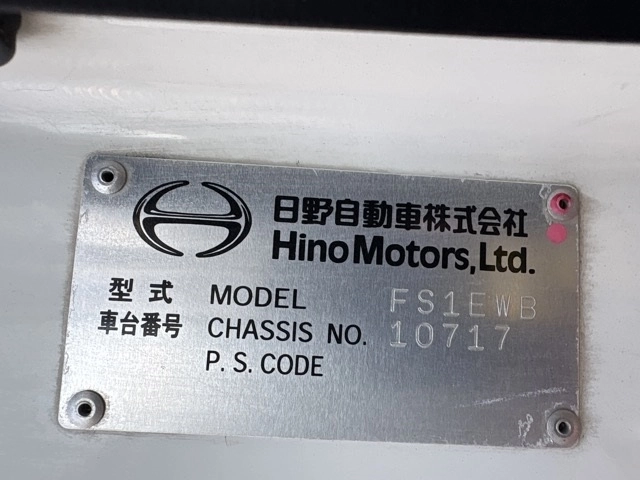 日野自動車株式会社
Hino Motors, Ltd.
型式 MODEL FS1EWB
車台番号 CHASSIS NO. 10717
P. S. CODE